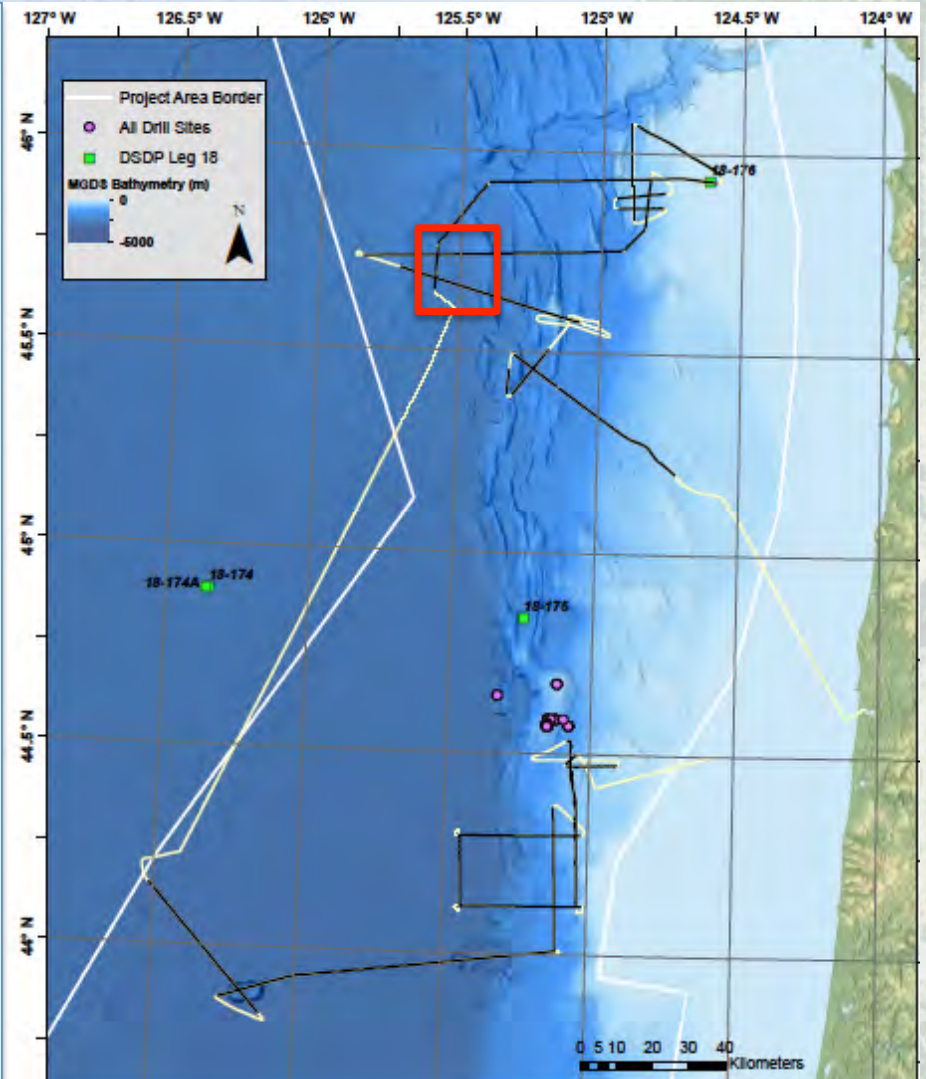 127° W 126.5° W 126° W 125.5° W 125° W 124.5° W 124° W
Project Area Border
All Drill Sites
DSDP Leg 18
MGDS Bathymetry (m)
0
-5000
N
46° N
18-176
45.5° N
45° N
18-174A 18-174
18-175
44.5° N
44° N
0 5 10 20 30 40
Kilometers